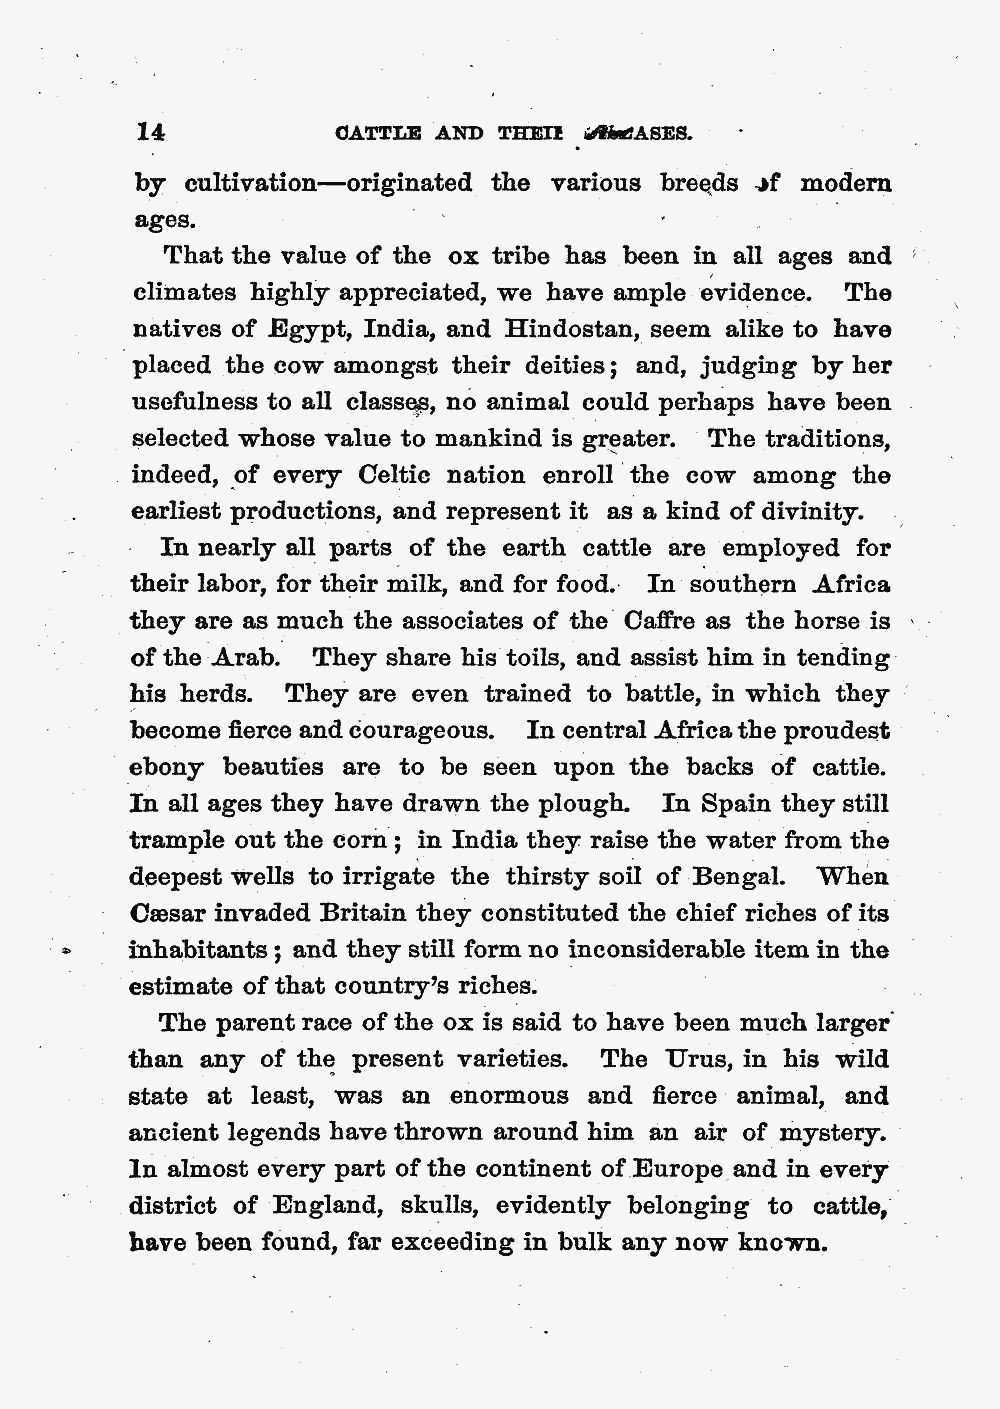 14 CATTLE AND THEIR DISEASES.
by cultivation—originated the various breeds of modern
ages.
That the value of the ox tribe has been in all ages and
climates highly appreciated, we have ample evidence. The
natives of Egypt, India, and Hindostan, seem alike to have
placed the cow amongst their deities; and, judging by her
usefulness to all classes, no animal could perhaps have been
selected whose value to mankind is greater. The traditions,
indeed, of every Celtic nation enroll the cow among the
earliest productions, and represent it as a kind of divinity.
In nearly all parts of the earth cattle are employed for
their labor, for their milk, and for food. In southern Africa
they are as much the associates of the Caffre as the horse is
of the Arab. They share his toils, and assist him in tending
his herds. They are even trained to battle, in which they
become fierce and courageous. In central Africa the proudest
ebony beauties are to be seen upon the backs of cattle.
In all ages they have drawn the plough. In Spain they still
trample out the corn; in India they raise the water from the
deepest wells to irrigate the thirsty soil of Bengal. When
Cæsar invaded Britain they constituted the chief riches of its
inhabitants; and they still form no inconsiderable item in the
estimate of that country's riches.
The parent race of the ox is said to have been much larger
than any of the present varieties. The Urus, in his wild
state at least, was an enormous and fierce animal, and
ancient legends have thrown around him an air of mystery.
In almost every part of the continent of Europe and in every
district of England, skulls, evidently belonging to cattle,
have been found, far exceeding in bulk any now known.